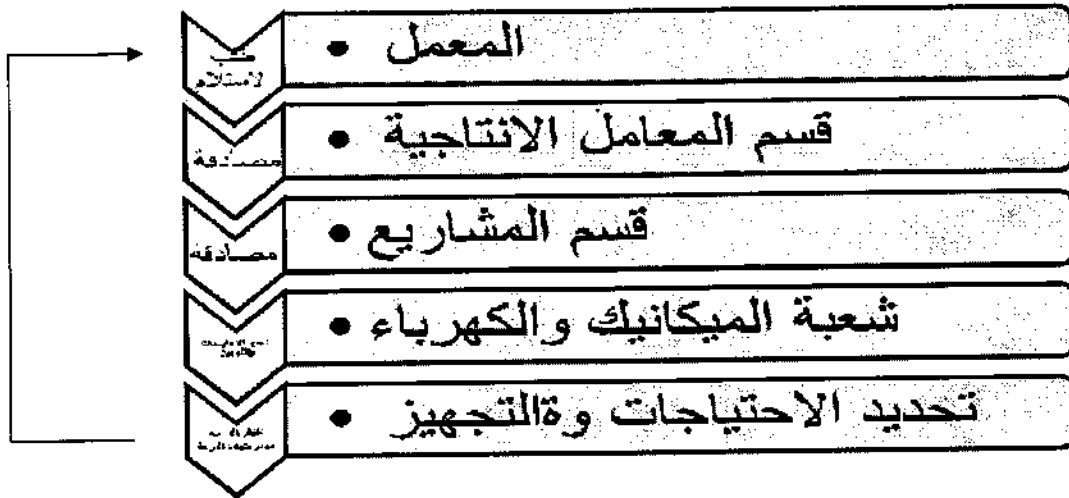 المعمل •
لاستلام
قسم المعامل الانتاجية •
مصادقة
قسم المشاريع •
مصادقه
شعبة الميكانيك والكهرباء •
تحديد الاحتياجات وةالتجهيز •